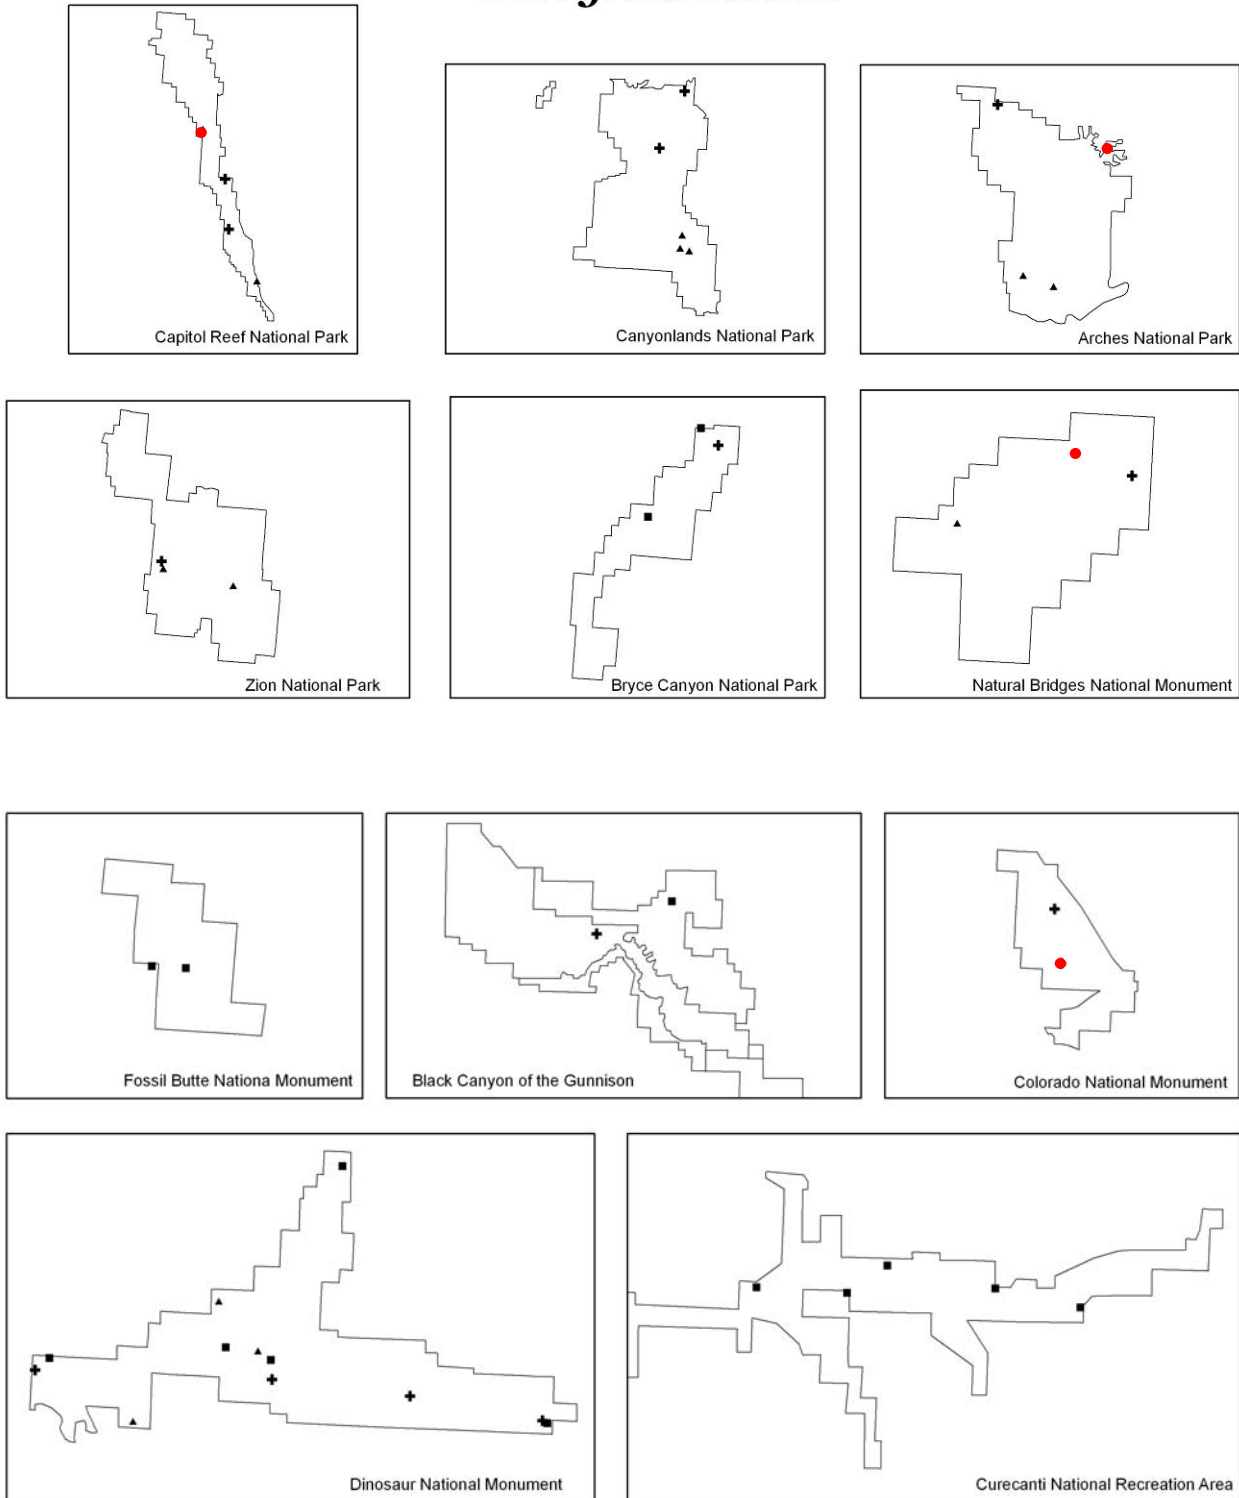 Capitol Reef National Park
Canyonlands National Park
Arches National Park
Zion National Park
Bryce Canyon National Park
Natural Bridges National Monument
Fossil Butte Nationa Monument
Black Canyon of the Gunnison
Colorado National Monument
Dinosaur National Monument
Curecanti National Recreation Area